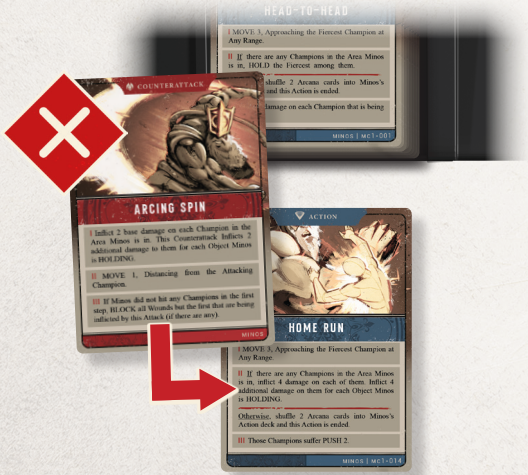 HEAD-TO-HEAD
I MOVE 3, Approaching the Fiercest Champion at
Any Range.
II If there are any Champions in the Area Minos
is in, HOLD the Fiercest among them.
shuffle 2 Arcana cards into Minos's
and this Action is ended.
damage on each Champion that is being
MINOS | MC1-001
COUNTERATTACK
ARCING SPIN
I Inflict 2 base damage on each Champion in the
Area Minos is in. This Counterattack Inflicts 2
additional damage to them for each Object Minos
is HOLDING.
II MOVE 1, Distancing from the Attacking
Champion.
III If Minos did not hit any Champions in the first
step, BLOCK all Wounds but the first that are being
inflicted by this Attack (if there are any).
MINOS
ACTION
HOME RUN
I MOVE 3, Approaching the Fiercest Champion at
Any Range.
II If there are any Champions in the Area Minos
is in, inflict 4 damage on each of them. Inflict 4
additional damage on them for each Object Minos
is HOLDING.
Otherwise, shuffle 2 Arcana cards into Minos's
Action deck and this Action is ended
III Those Champions suffer PUSH 2.
MINOS | MC1-014